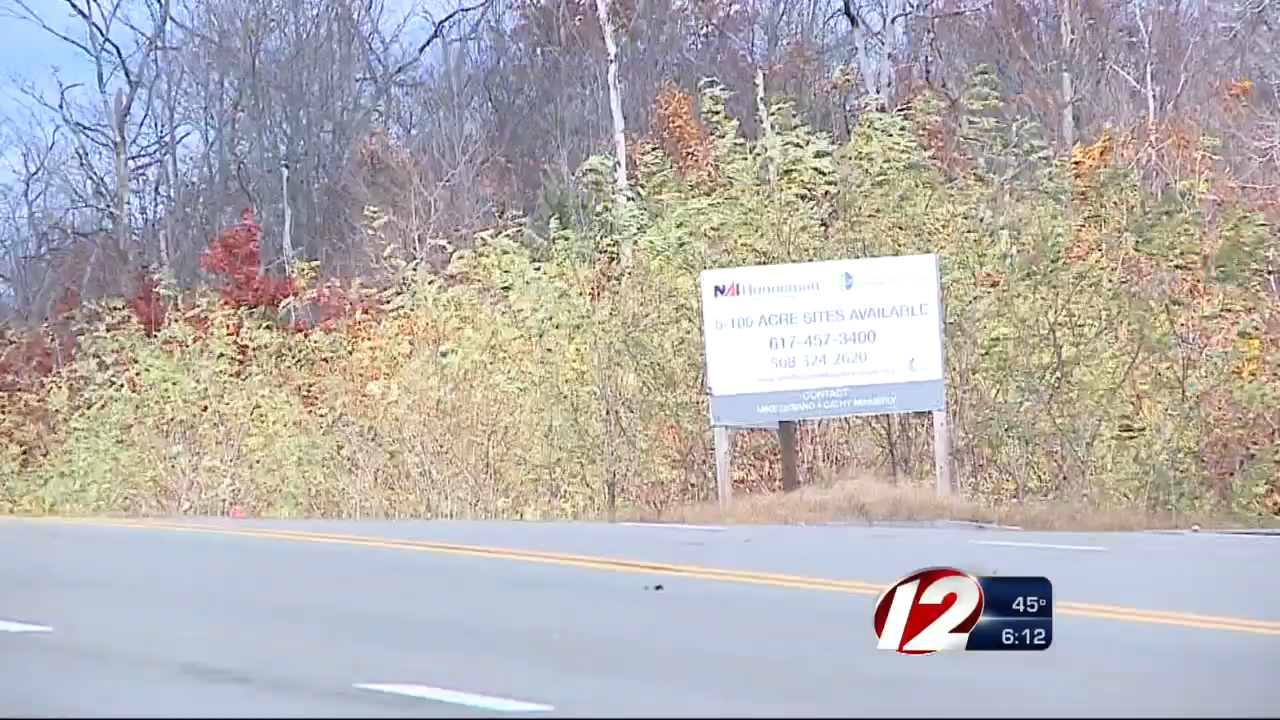 NAI Hunneman
5-100 ACRE SITES AVAILABLE
617-457-3400
508-324-2620
CONTACT
12
45°
6:12